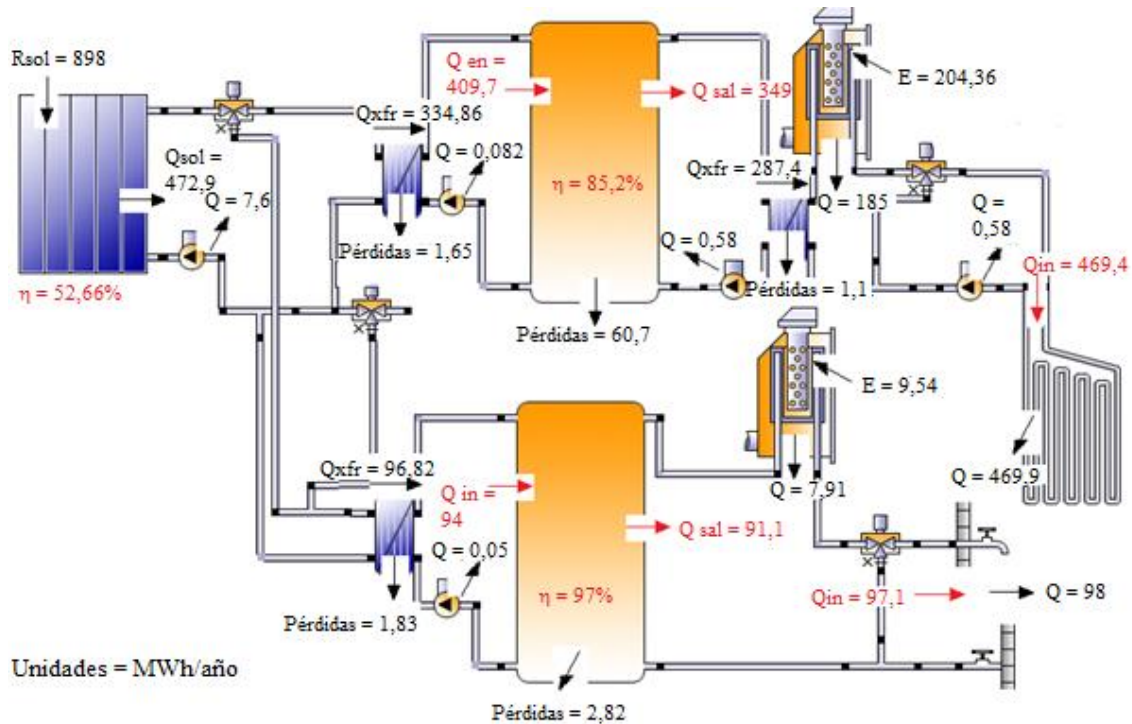 Rsol = 898
Q en =
409,7
Q sal = 349
E = 204,36
Qxfr = 334,86
Qsol =
472,9
Q = 0,082
Qxfr = 287,4
η = 85,2%
Q = 7,6
Q = 185
Q =
0,58
Pérdidas = 1,65
Q = 0,58
Qin = 469,4
η = 52,66%
Pérdidas = 1,1
Pérdidas = 60,7
E = 9,54
Qxfr = 96,82
Q in =
94
Q = 7,91
Q = 469,9
Q sal = 91,1
Q = 0,05
η = 97%
Qin = 97,1
Q = 98
Pérdidas = 1,83
Unidades = MWh/año
Pérdidas = 2,82